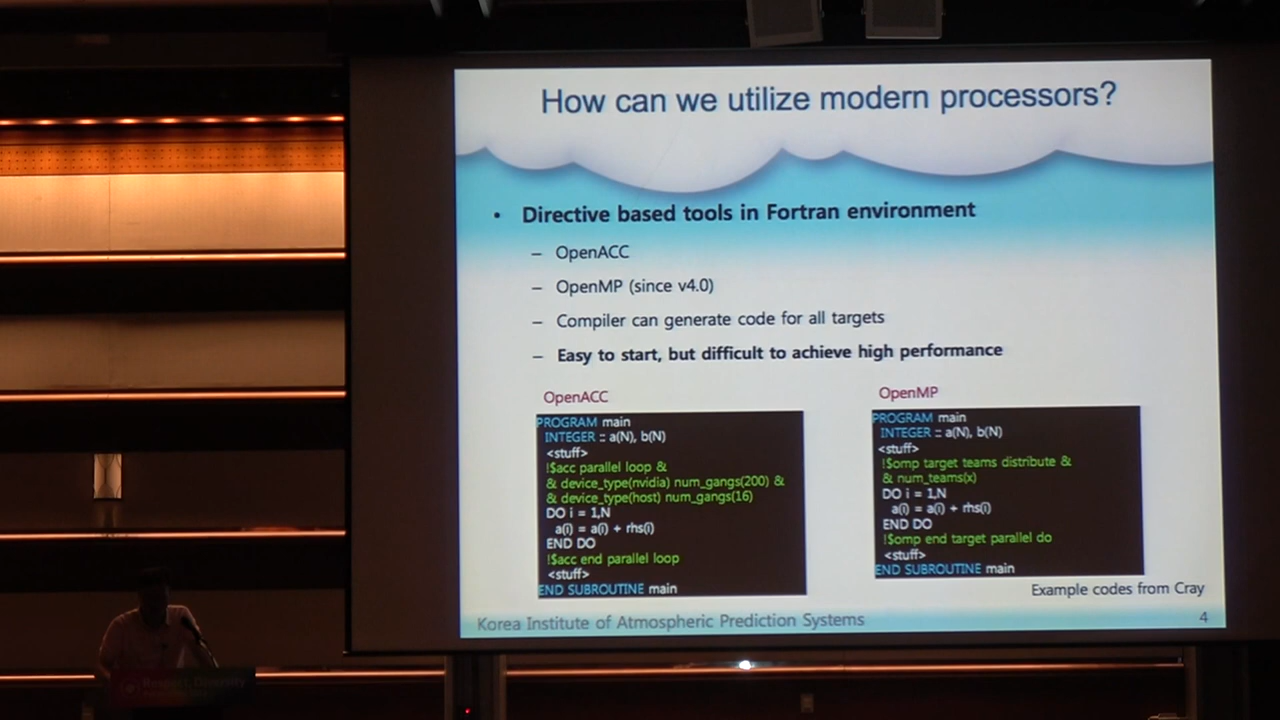 How can we utilize modern processors?
• Directive based tools in Fortran environment
– OpenACC
– OpenMP (since v4.0)
– Compiler can generate code for all targets
– Easy to start, but difficult to achieve high performance
OpenACC
PROGRAM main
INTEGER :: a(N), b(N)
<stuff>
!$acc parallel loop &
& device_type(nvidia) num_gangs(200) &
& device_type(host) num_gangs(16)
DO i = 1,N
a(i) = a(i) + rhs(i)
END DO
!$acc end parallel loop
<stuff>
END SUBROUTINE main
OpenMP
PROGRAM main
INTEGER :: a(N), b(N)
<stuff>
!$omp target teams distribute &
& num_teams(x)
DO i = 1,N
a(i) = a(i) + rhs(i)
END DO
!$omp end target parallel do
<stuff>
END SUBROUTINE main
Example codes from Cray
Korea Institute of Atmospheric Prediction Systems
4
Respect Diversity